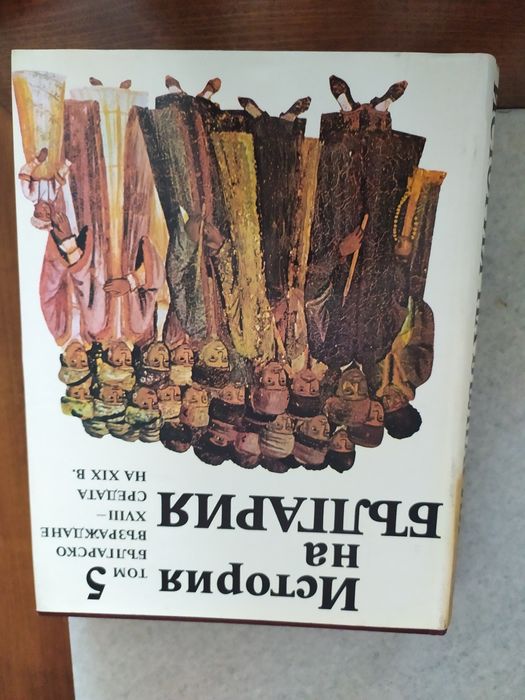 История
на
БЪЛГАРИЯ
ТОМ 5
БЪЛГАРСКО
ВЪЗРАЖДАНЕ
XVIII –
СРЕДАТА
НА XIX В.